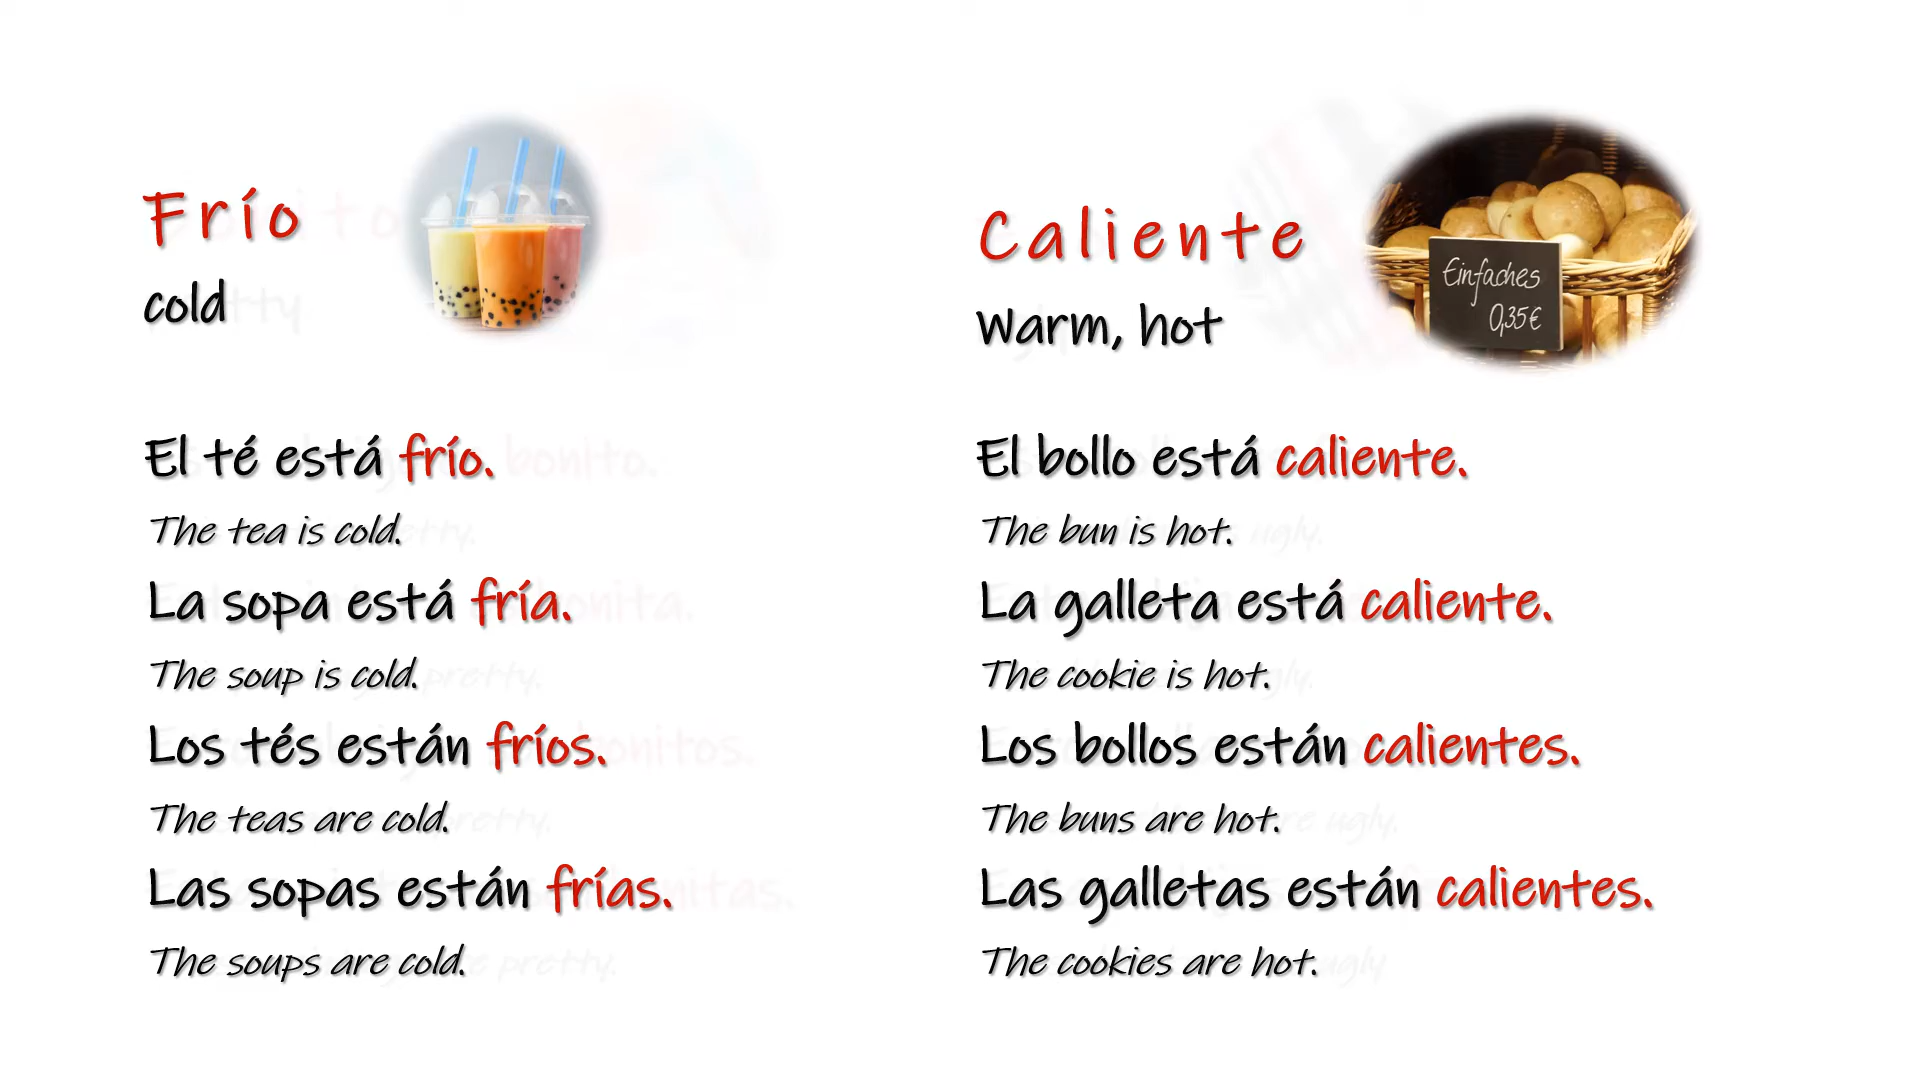 Frío
cold
El té está frío.
The tea is cold.
La sopa está fría.
The soup is cold.
Los tés están fríos.
The teas are cold.
Las sopas están frías.
The soups are cold.
Caliente
warm, hot
Einfaches
0,35€
El bollo está caliente.
The bun is hot.
La galleta está caliente.
The cookie is hot.
Los bollos están calientes.
The buns are hot.
Las galletas están calientes.
The cookies are hot.